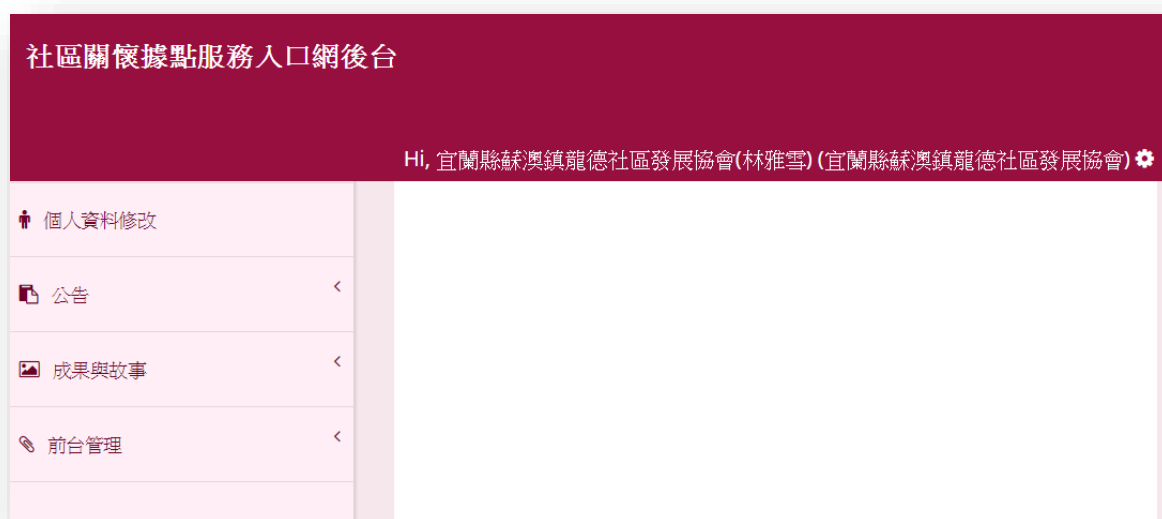 社區關懷據點服務入口網後台
Hi, 宜蘭縣蘇澳鎮龍德社區發展協會(林雅雪) (宜蘭縣蘇澳鎮龍德社區發展協會)
個人資料修改
公告
成果與故事
前台管理